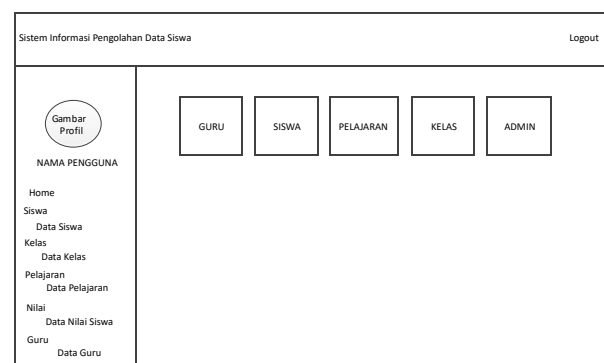 Sistem Informasi Pengolahan Data Siswa
Logout
Gambar
Profil
NAMA PENGGUNA
Home
Siswa
Data Siswa
Kelas
Data Kelas
Pelajaran
Data Pelajaran
Nilai
Data Nilai Siswa
Guru
Data Guru
GURU
SISWA
PELAJARAN
KELAS
ADMIN